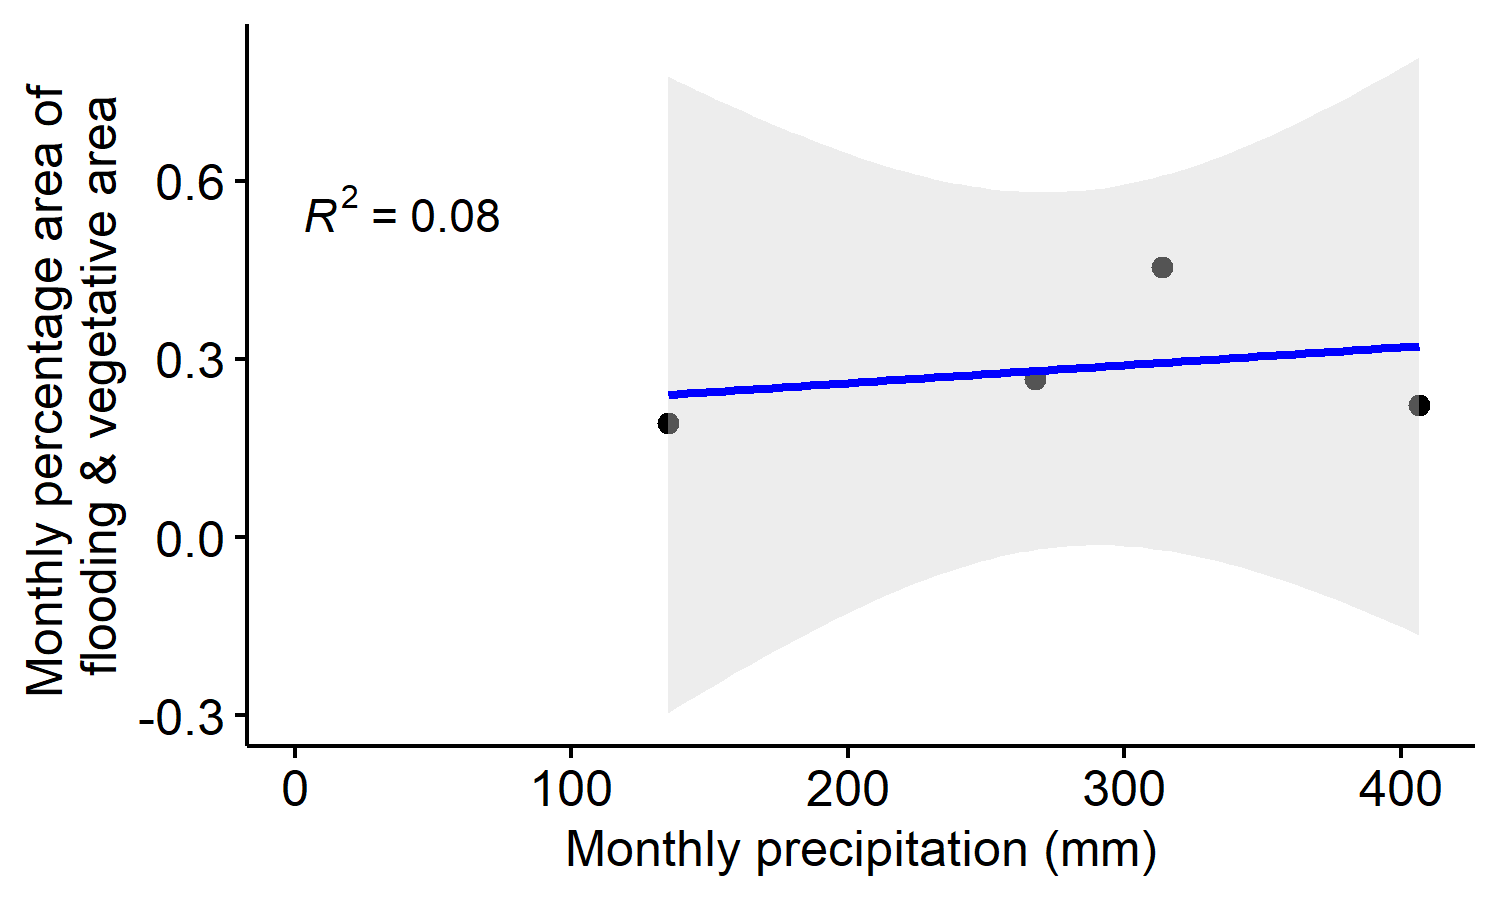 Monthly percentage area of
flooding & vegetative area
0.6
0.3
0.0
-0.3
R² = 0.08
0 100 200 300 400
Monthly precipitation (mm)